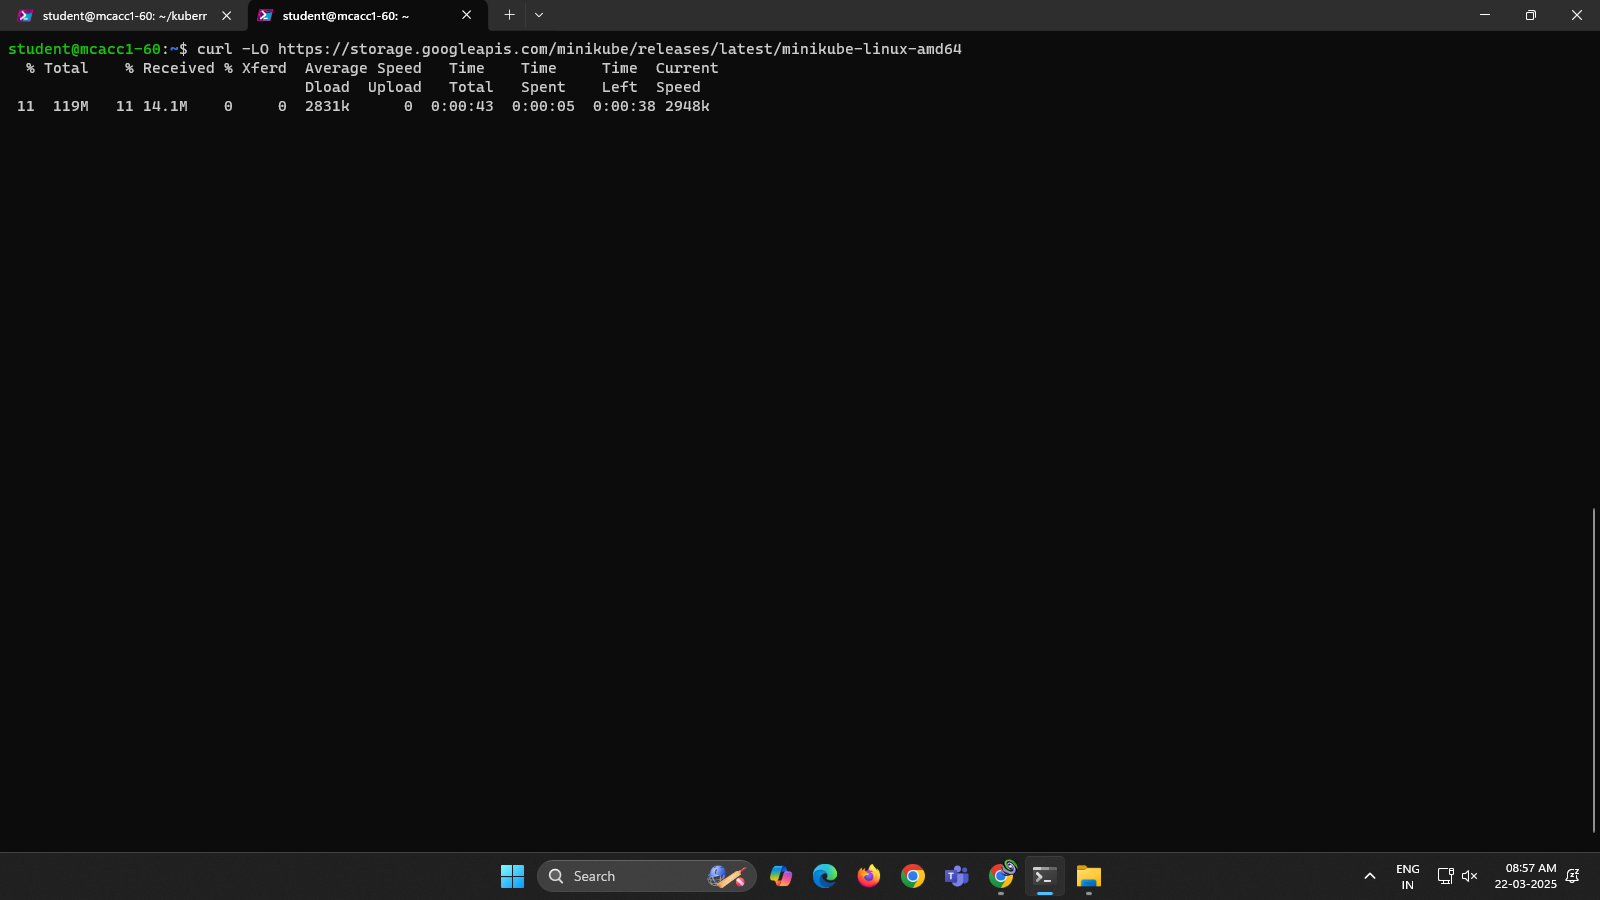 student@mcacc1-60: ~/kuberr
student@mcacc1-60: ~
student@mcacc1-60:~$ curl -LO https://storage.googleapis.com/minikube/releases/latest/minikube-linux-amd64
% Total % Received % Xferd Average Speed Time Time Time Current
Dload Upload Total Spent Left Speed
11 119M 11 14.1M 0 0 2831k 0 0:00:43 0:00:05 0:00:38 2948k
Search
ENG
IN
08:57 AM
22-03-2025